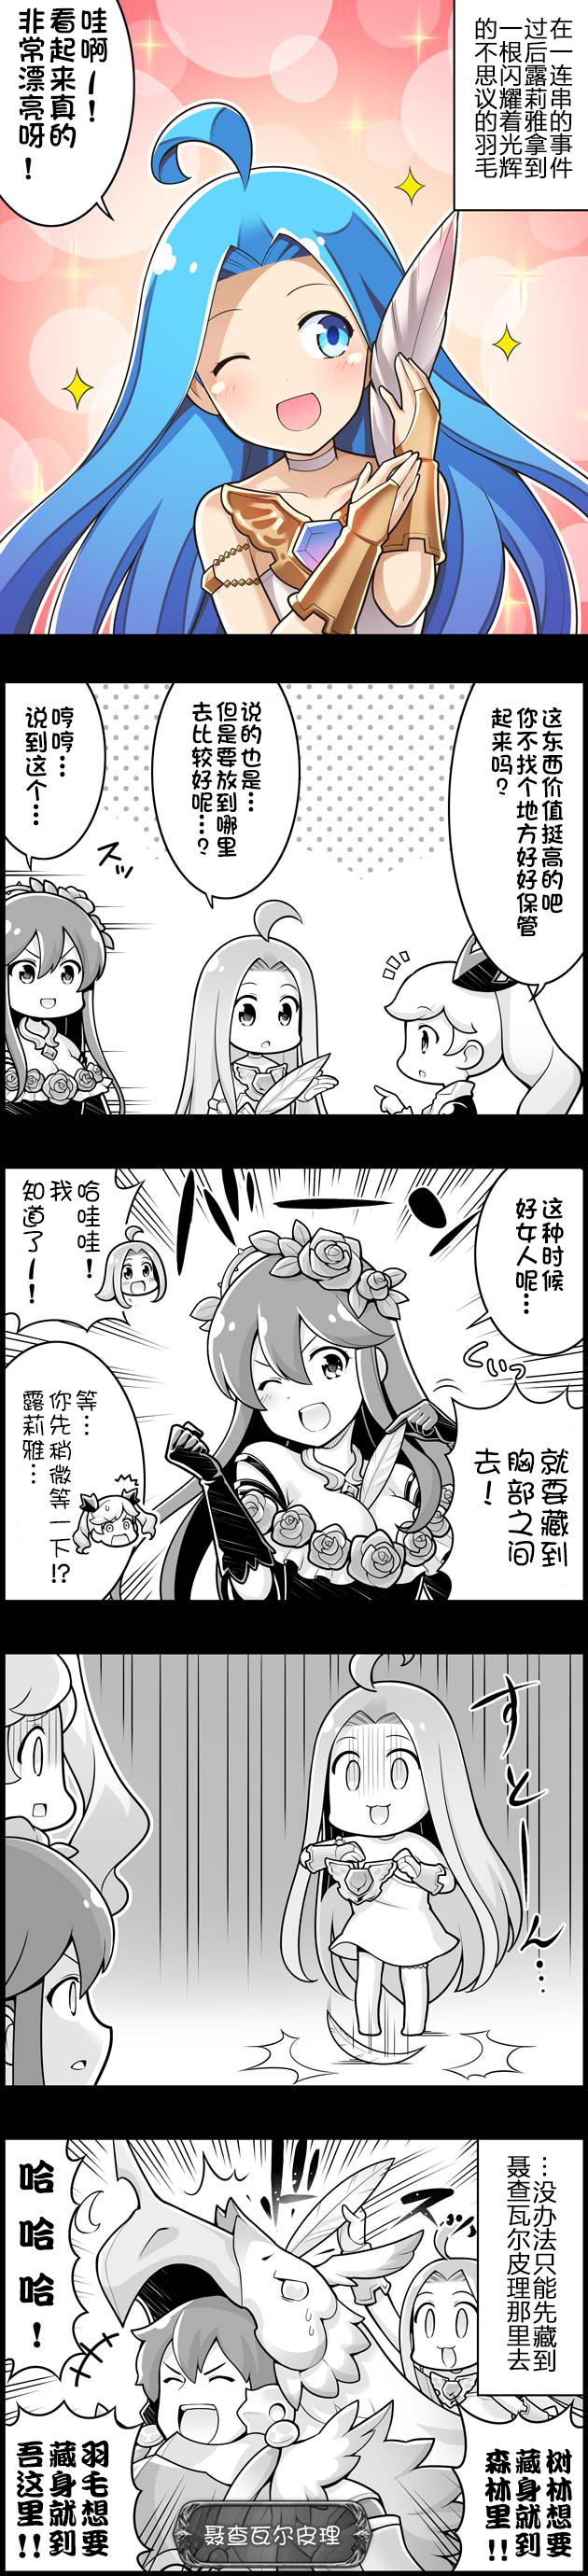 在一连串的事件
过后露莉雅拿到
一根闪耀着光辉
的不思议的羽毛
哇啊~！
看起来真的
非常漂亮呀！
这东西价值挺高的吧
你不找个地方好好保管
起来吗？
说的也是…
但是要放到哪里
去比较好呢…？
哼哼…
说到这个…
スッ
这种时候
好女人呢…
就要藏到
胸部之间
去！
哈哇哇！
我
知道了~！
等…
你先稍微等一下!?
露莉雅…
すとーん…
…没办法只能先藏到
聂查瓦尔皮理那里去
哈哈哈！
树林想要
藏身就到
森林里!!
羽毛想要
藏身就到
吾这里!!
聂查瓦尔皮理